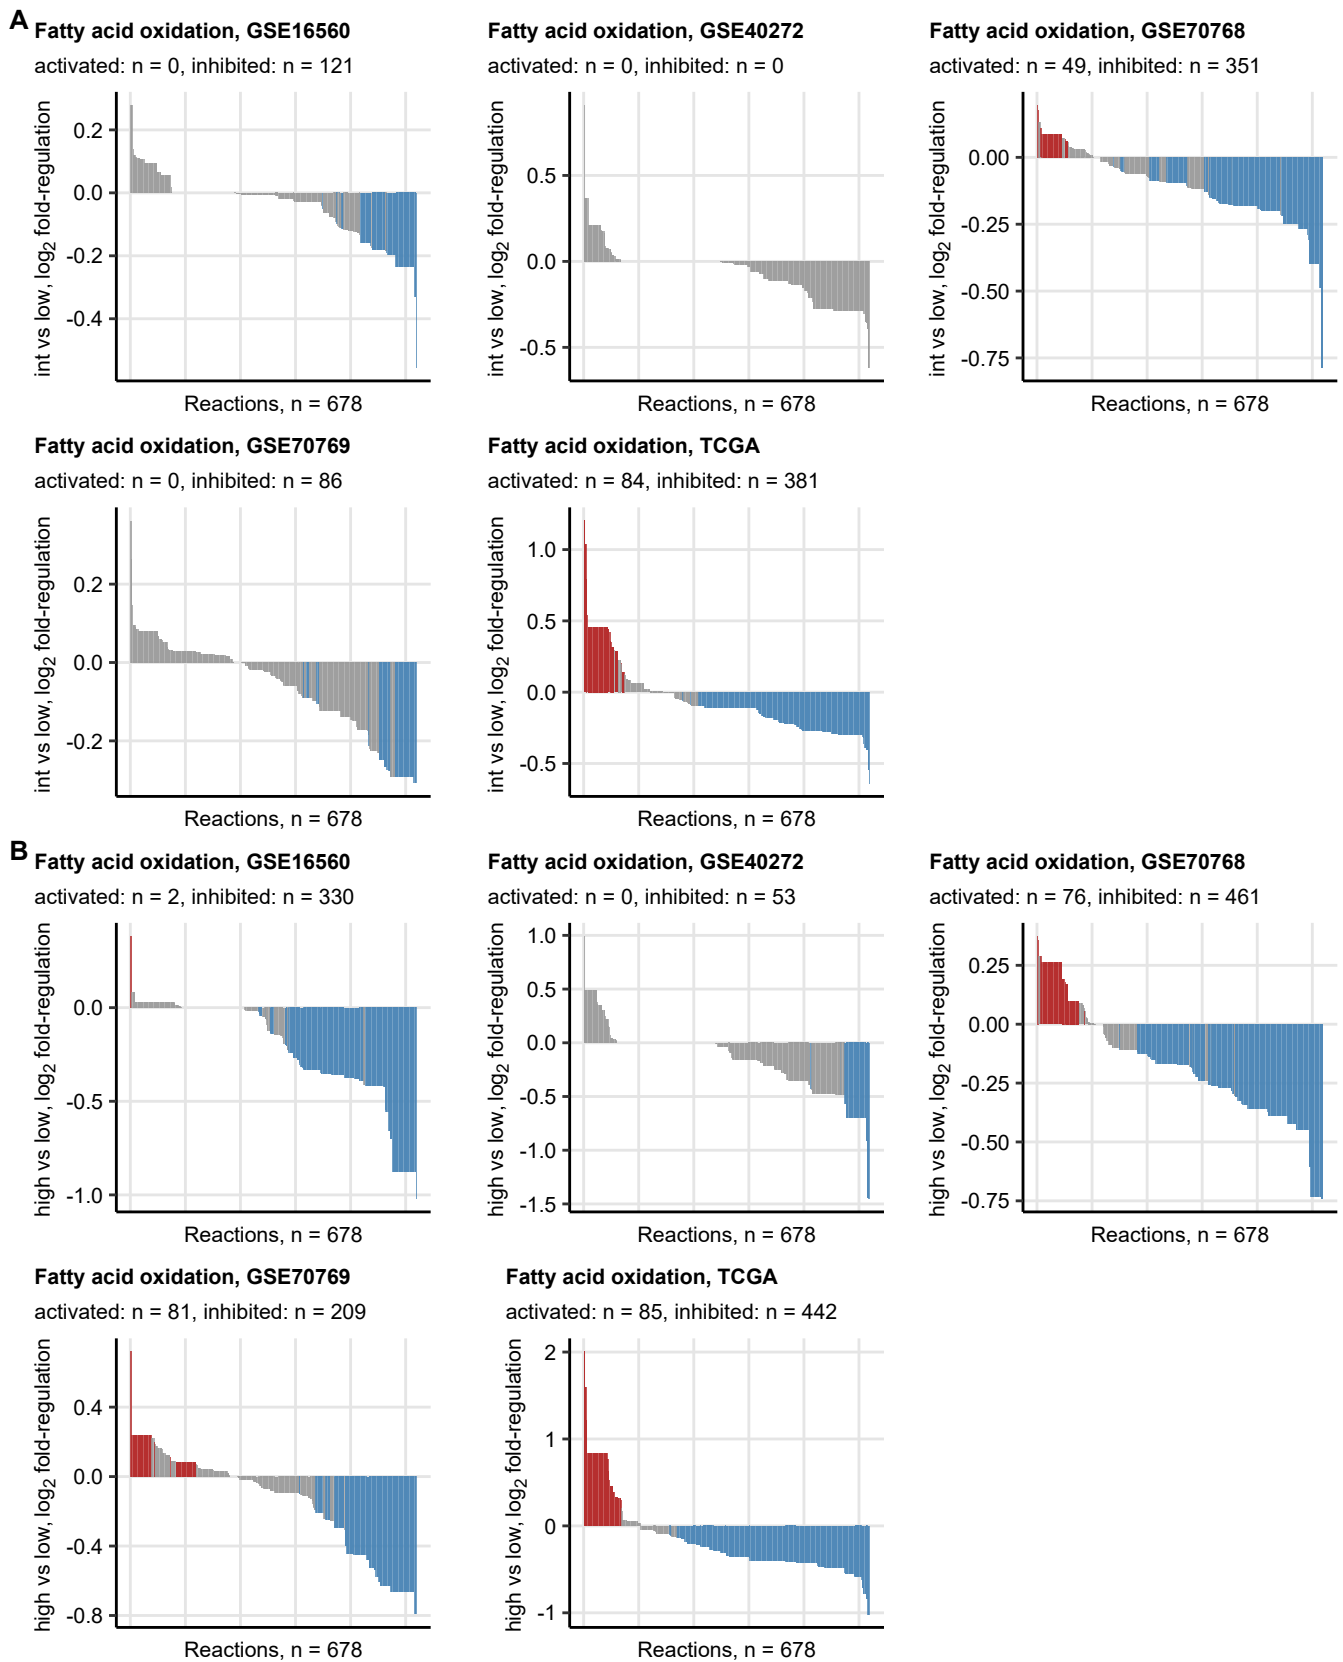 A
Fatty acid oxidation, GSE16560
activated: n = 0, inhibited: n = 121
int vs low, log2 fold-regulation
0.2
0.0
-0.2
-0.4
Reactions, n = 678
Fatty acid oxidation, GSE40272
activated: n = 0, inhibited: n = 0
int vs low, log2 fold-regulation
0.5
0.0
-0.5
Reactions, n = 678
Fatty acid oxidation, GSE70768
activated: n = 49, inhibited: n = 351
int vs low, log2 fold-regulation
0.00
-0.25
-0.50
-0.75
Reactions, n = 678
Fatty acid oxidation, GSE70769
activated: n = 0, inhibited: n = 86
int vs low, log2 fold-regulation
0.2
0.0
-0.2
Reactions, n = 678
Fatty acid oxidation, TCGA
activated: n = 84, inhibited: n = 381
int vs low, log2 fold-regulation
1.0
0.5
0.0
-0.5
Reactions, n = 678
B
Fatty acid oxidation, GSE16560
activated: n = 2, inhibited: n = 330
high vs low, log2 fold-regulation
0.0
-0.5
-1.0
Reactions, n = 678
Fatty acid oxidation, GSE40272
activated: n = 0, inhibited: n = 53
high vs low, log2 fold-regulation
1.0
0.5
0.0
-0.5
-1.0
-1.5
Reactions, n = 678
Fatty acid oxidation, GSE70768
activated: n = 76, inhibited: n = 461
high vs low, log2 fold-regulation
0.25
0.00
-0.25
-0.50
-0.75
Reactions, n = 678
Fatty acid oxidation, GSE70769
activated: n = 81, inhibited: n = 209
high vs low, log2 fold-regulation
0.4
0.0
-0.4
-0.8
Reactions, n = 678
Fatty acid oxidation, TCGA
activated: n = 85, inhibited: n = 442
high vs low, log2 fold-regulation
2
1
0
-1
Reactions, n = 678